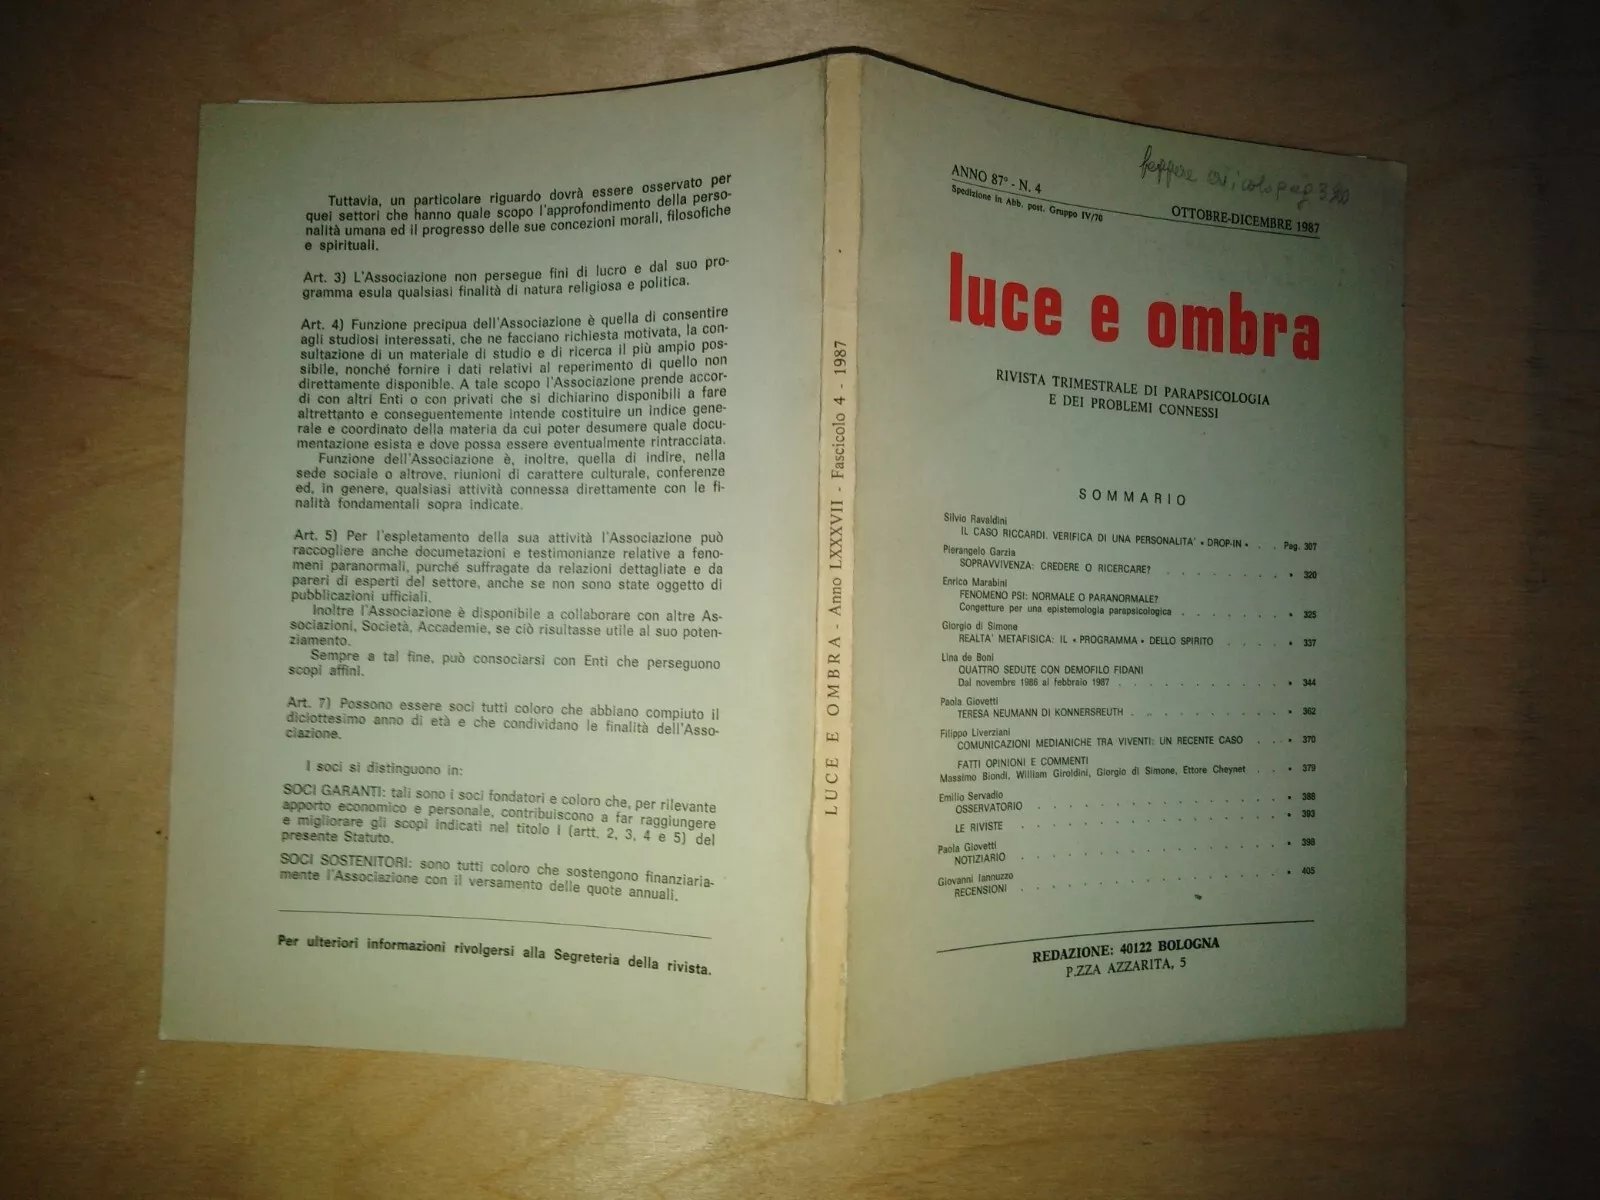 Tuttavia, un particolare riguardo dovrà essere osservato per
quei settori che hanno quale scopo l'approfondimento della perso-
nalità umana ed il progresso delle sue concezioni morali, filosofiche
e spirituali.
Art. 3) L'Associazione non persegue fini di lucro e dal suo pro-
gramma esula qualsiasi finalità di natura religiosa e politica.
Art. 4) Funzione precipua dell'Associazione è quella di consentire
agli studiosi interessati, che ne facciano richiesta motivata, la con-
sultazione di un materiale di studio e di ricerca il più ampio pos-
sibile, nonché fornire i dati relativi al reperimento di quello non
direttamente disponibile. A tale scopo l'Associazione prende accor-
di con altri Enti o con privati che si dichiarino disponibili a fare
altrettanto e conseguentemente intende costituire un indice gene-
rale e coordinato della materia da cui poter desumere quale docu-
mentazione esista e dove possa essere eventualmente rintracciata.
Funzione dell'Associazione è, inoltre, quella di indire, nella
sede sociale o altrove, riunioni di carattere culturale, conferenze
ed, in genere, qualsiasi attività connessa direttamente con le fi-
nalità fondamentali sopra indicate.
Art. 5) Per l'espletamento della sua attività l'Associazione può
raccogliere anche documetazioni e testimonianze relative a feno-
meni paranormali, purché suffragate da relazioni dettagliate e da
pareri di esperti del settore, anche se non sono state oggetto di
pubblicazioni ufficiali.
Inoltre l'Associazione è disponibile a collaborare con altre As-
sociazioni, Società, Accademie, se ciò risultasse utile al suo poten-
ziamento.
Sempre a tal fine, può consociarsi con Enti che perseguono
scopi affini.
Art. 7) Possono essere soci tutti coloro che abbiano compiuto il
diciottesimo anno di età e che condividano le finalità dell'Asso-
ciazione.
I soci si distinguono in:
SOCI GARANTI: tali sono i soci fondatori e coloro che, per rilevante
apporto economico e personale, contribuiscono a far raggiungere
e migliorare gli scopi indicati nel titolo I (artt. 2, 3, 4 e 5) del
presente Statuto.
SOCI SOSTENITORI: sono tutti coloro che sostengono finanziaria-
mente l'Associazione con il versamento delle quote annuali.
Per ulteriori informazioni rivolgersi alla Segreteria della rivista.
LUCE E OMBRA - Anno LXXXVII - Fascicolo 4 - 1987
pag 380
ANNO 87° - N. 4
Spedizione in Abb. post. Gruppo IV/70
OTTOBRE-DICEMBRE 1987
luce e ombra
RIVISTA TRIMESTRALE DI PARAPSICOLOGIA
E DEI PROBLEMI CONNESSI
SOMMARIO
Silvio Ravaldini
IL CASO RICCARDI. VERIFICA DI UNA PERSONALITA' « DROP-IN » . . Pag. 307
Pierangelo Garzia
SOPRAVVIVENZA: CREDERE O RICERCARE? . . . . . . . . » 320
Enrico Marabini
FENOMENO PSI: NORMALE O PARANORMALE?
Congetture per una epistemologia parapsicologica . . . . . . » 325
Giorgio di Simone
REALTA' METAFISICA: IL « PROGRAMMA » DELLO SPIRITO . . . . » 337
Lina de Boni
QUATTRO SEDUTE CON DEMOFILO FIDANI
Dal novembre 1986 al febbraio 1987 . . . . . . . . . . » 344
Paola Giovetti
TERESA NEUMANN DI KONNERSREUTH . . . . . . . . . » 362
Filippo Liverziani
COMUNICAZIONI MEDIANICHE TRA VIVENTI: UN RECENTE CASO . . » 370
FATTI OPINIONI E COMMENTI
Massimo Biondi, William Giroldini, Giorgio di Simone, Ettore Cheynet . . » 379
Emilio Servadio
OSSERVATORIO . . . . . . . . . . . . . . » 388
LE RIVISTE . . . . . . . . . . . . . . . » 393
Paola Giovetti
NOTIZIARIO . . . . . . . . . . . . . . . » 398
Giovanni Iannuzzo
RECENSIONI . . . . . . . . . . . . . . . » 405
REDAZIONE: 40122 BOLOGNA
P.ZZA AZZARITA, 5